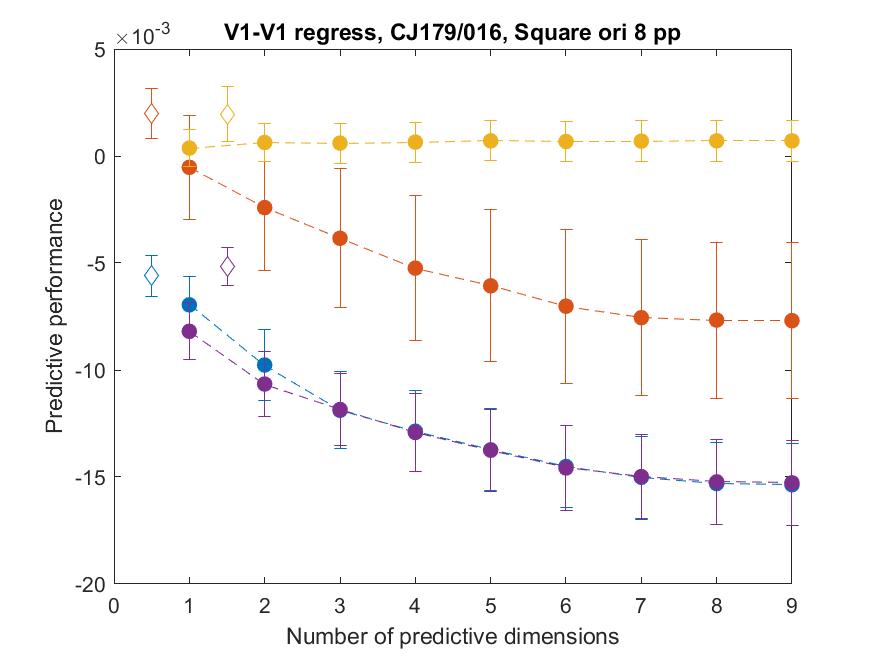 ×10⁻³
V1-V1 regress, CJ179/016, Square ori 8 pp
5
0
-5
-10
-15
-20
Predictive performance
0 1 2 3 4 5 6 7 8 9
Number of predictive dimensions